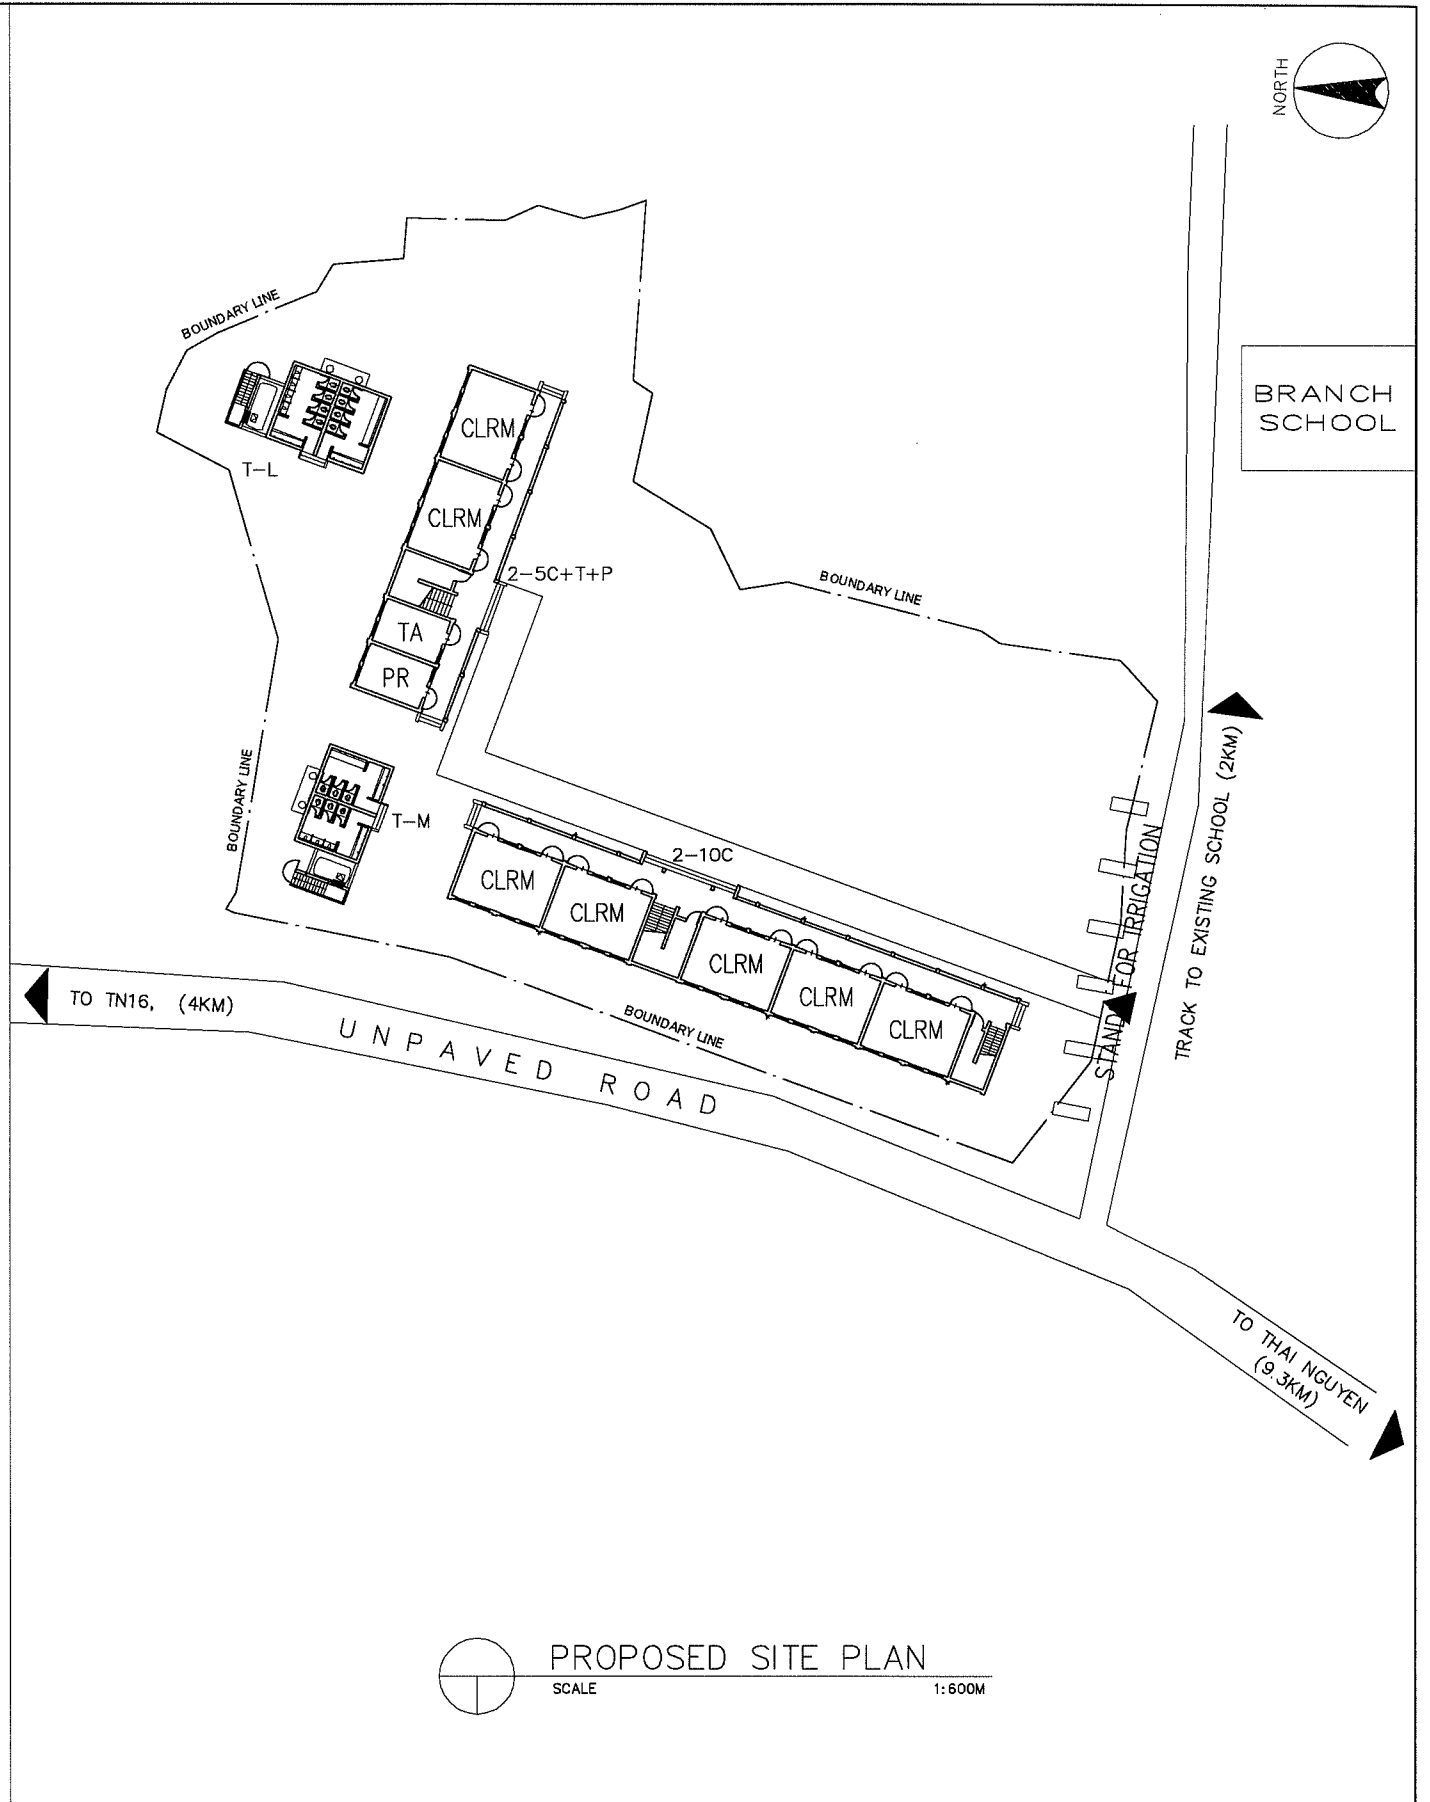 NORTH
BOUNDARY LINE
BRANCH
SCHOOL
CLRM
T-L
CLRM
2-5C+T+P
BOUNDARY LINE
TA
PR
BOUNDARY LINE
T-M
2-10C
CLRM
CLRM
CLRM
CLRM
CLRM
STAND FOR IRRIGATION
TRACK TO EXISTING SCHOOL (2KM)
TO TN16, (4KM)
BOUNDARY LINE
UNPAVED ROAD
TO THAI NGUYEN
(9.3KM)
PROPOSED SITE PLAN
SCALE 1:600M